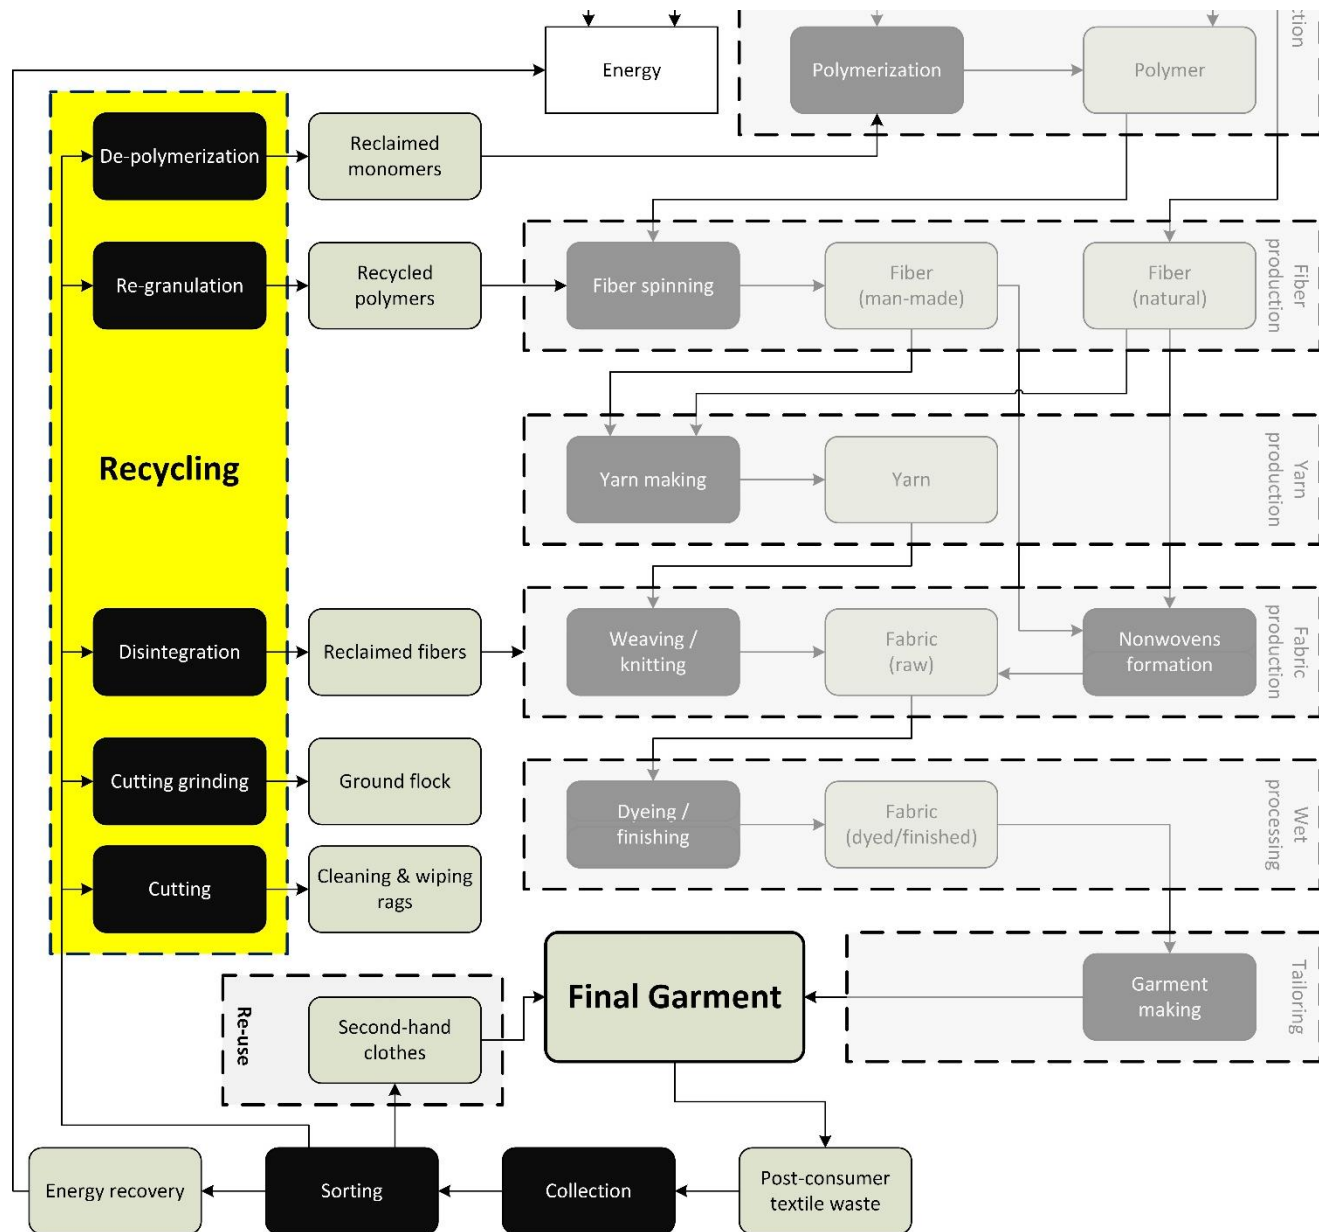 ction
Energy
Polymerization
Polymer
De-polymerization
Reclaimed
monomers
Re-granulation
Recycled
polymers
Fiber spinning
Fiber
(man-made)
Fiber
(natural)
Fiber
production
Recycling
Yarn making
Yarn
Yarn
production
Disintegration
Reclaimed fibers
Weaving /
knitting
Fabric
(raw)
Nonwovens
formation
Fabric
production
Cutting grinding
Ground flock
Dyeing /
finishing
Fabric
(dyed/finished)
Wet
processing
Cutting
Cleaning & wiping
rags
Re-use
Second-hand
clothes
Final Garment
Garment
making
Tailoring
Energy recovery
Sorting
Collection
Post-consumer
textile waste